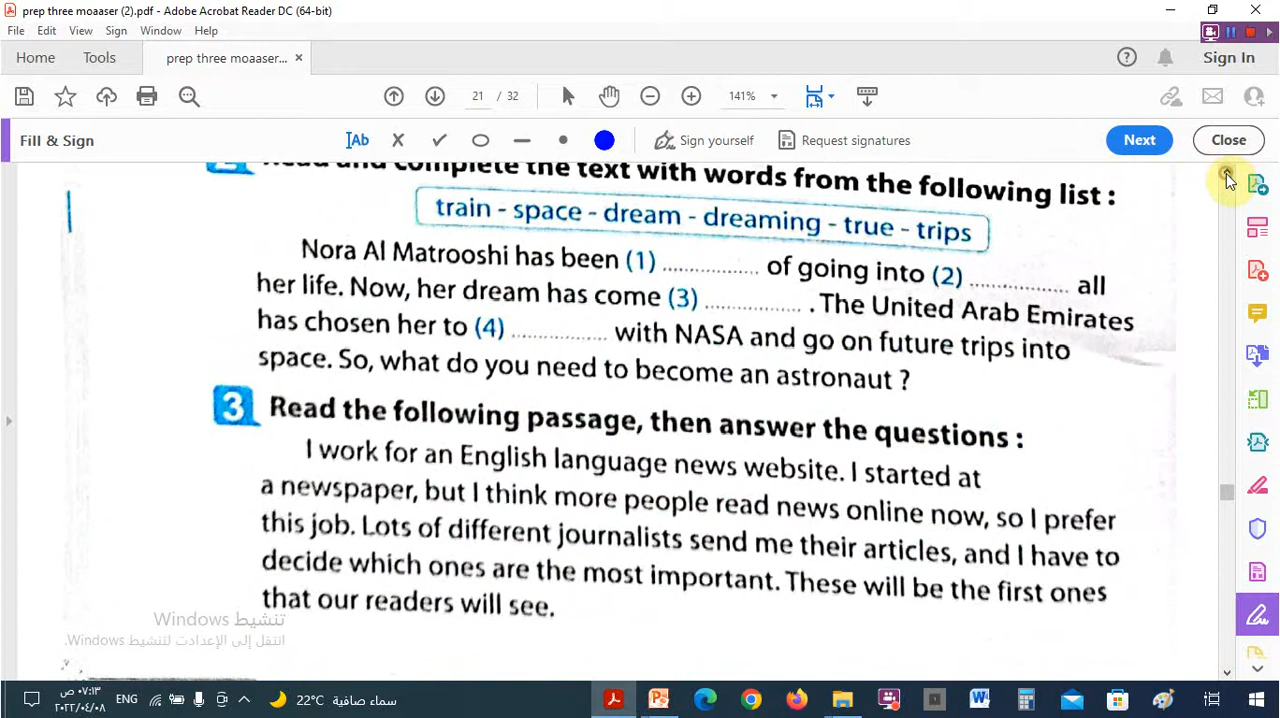 prep three moaaser (2).pdf - Adobe Acrobat Reader DC (64-bit)
File Edit View Sign Window Help
Home Tools prep three moaaser... × Sign In
21 / 32 141%
Fill & Sign Ab Sign yourself Request signatures Next Close
Read and complete the text with words from the following list :
train - space - dream - dreaming - true - trips
Nora Al Matrooshi has been (1) ................ of going into (2) ................ all
her life. Now, her dream has come (3) ................ . The United Arab Emirates
has chosen her to (4) ................ with NASA and go on future trips into
space. So, what do you need to become an astronaut ?
3 Read the following passage, then answer the questions :
I work for an English language news website. I started at
a newspaper, but I think more people read news online now, so I prefer
this job. Lots of different journalists send me their articles, and I have to
decide which ones are the most important. These will be the first ones
that our readers will see.
تنشيط Windows
انتقل إلى الإعدادات لتنشيط Windows.
٠٧:١٣ ص ENG 22°C سماء صافية
٢٠٢٢/٠٤/٠٨